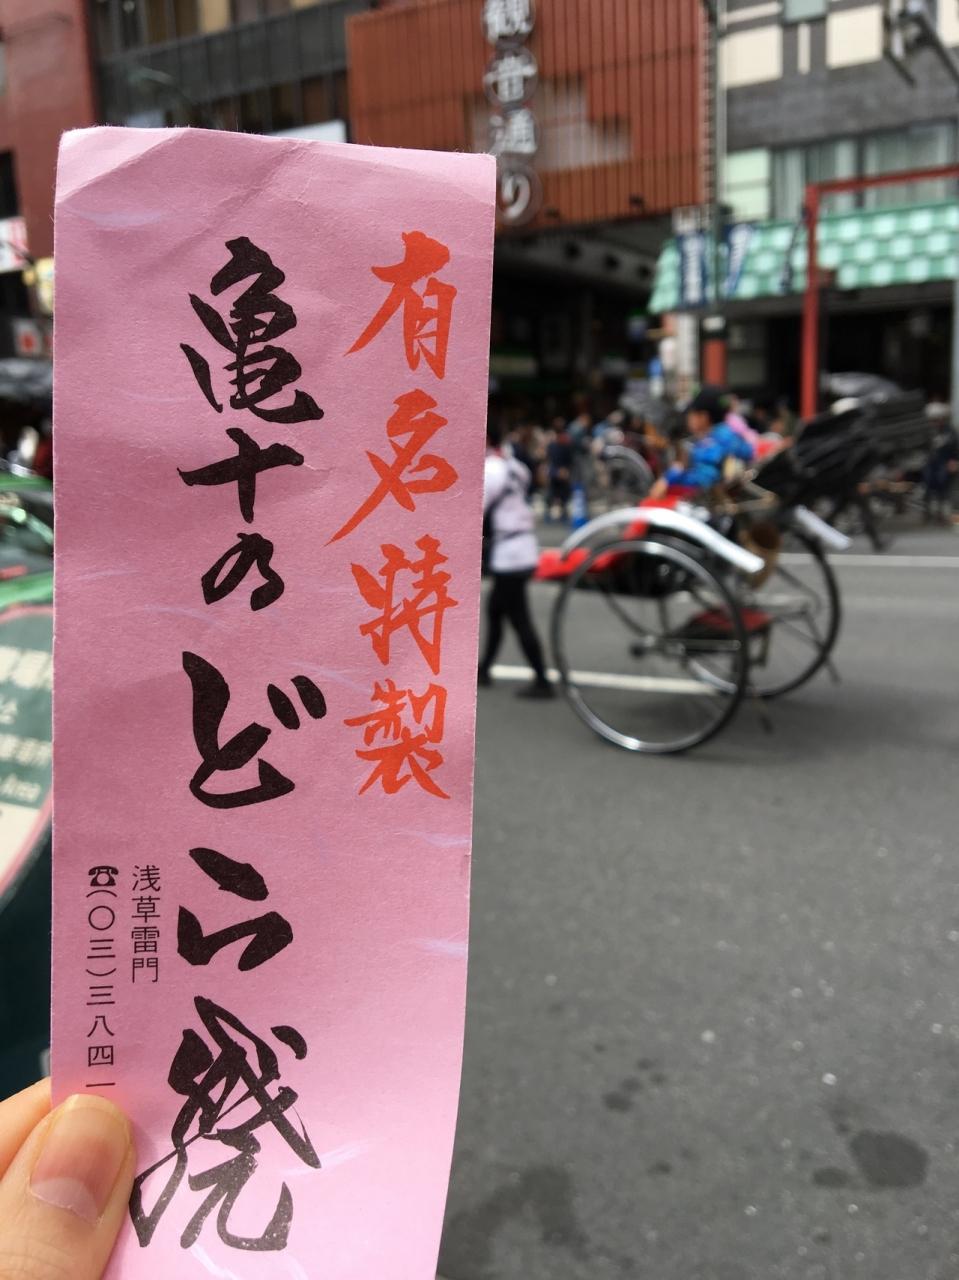 有名特製
亀十のどら焼
浅草雷門
☎(〇三)三八四一
観音通り